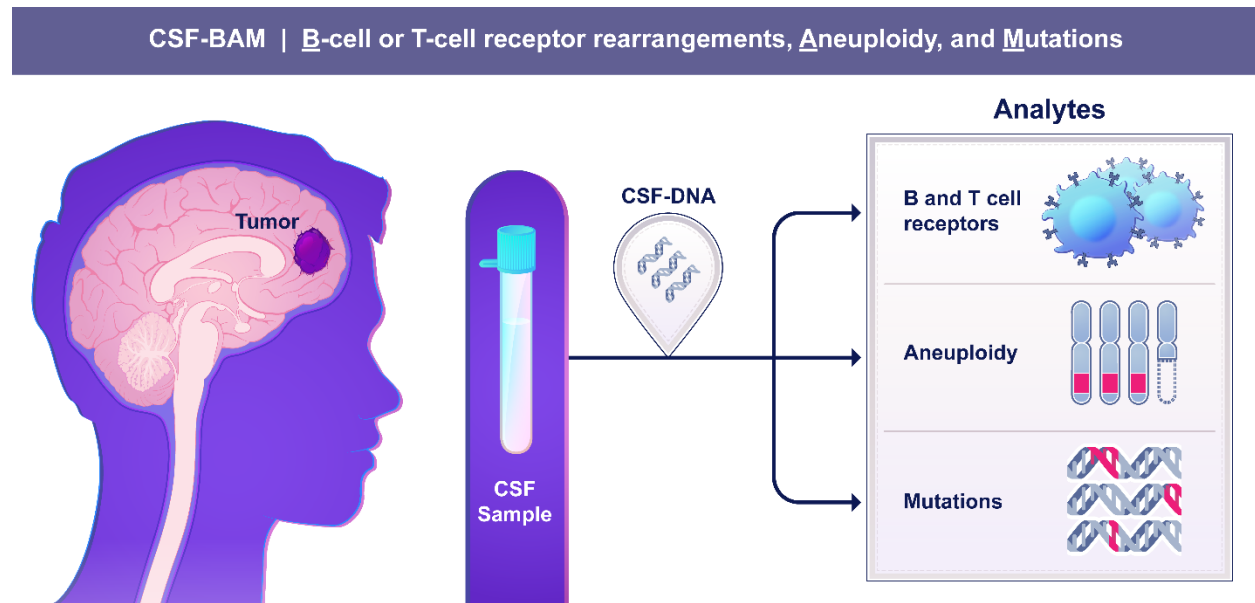 CSF-BAM | B-cell or T-cell receptor rearrangements, Aneuploidy, and Mutations
Tumor
CSF
Sample
CSF-DNA
Analytes
B and T cell
receptors
Aneuploidy
Mutations